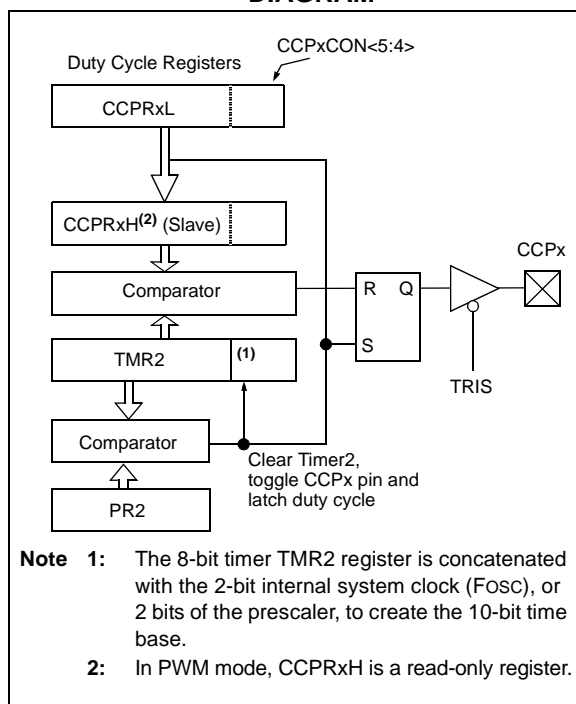 DIAGRAM
CCPxCON<5:4>
Duty Cycle Registers
CCPRxL
CCPRxH(2) (Slave)
CCPx
Comparator
R Q
TMR2 (1)
S
TRIS
Comparator
Clear Timer2,
toggle CCPx pin and
latch duty cycle
PR2
Note 1: The 8-bit timer TMR2 register is concatenated
with the 2-bit internal system clock (FOSC), or
2 bits of the prescaler, to create the 10-bit time
base.
2: In PWM mode, CCPRxH is a read-only register.